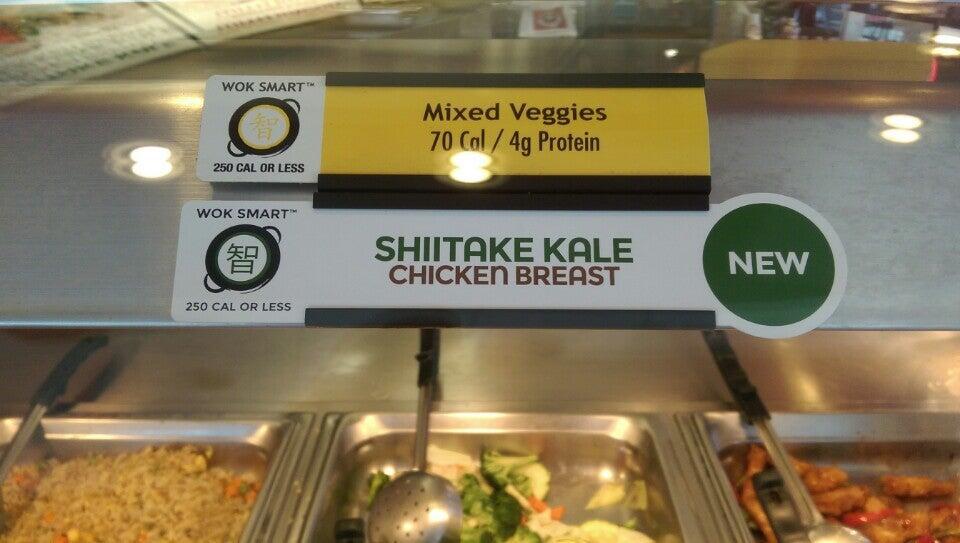 WOK SMART™
智
250 CAL OR LESS
Mixed Veggies
70 Cal / 4g Protein
WOK SMART™
智
250 CAL OR LESS
SHIITAKE KALE
CHICKEN BREAST
NEW